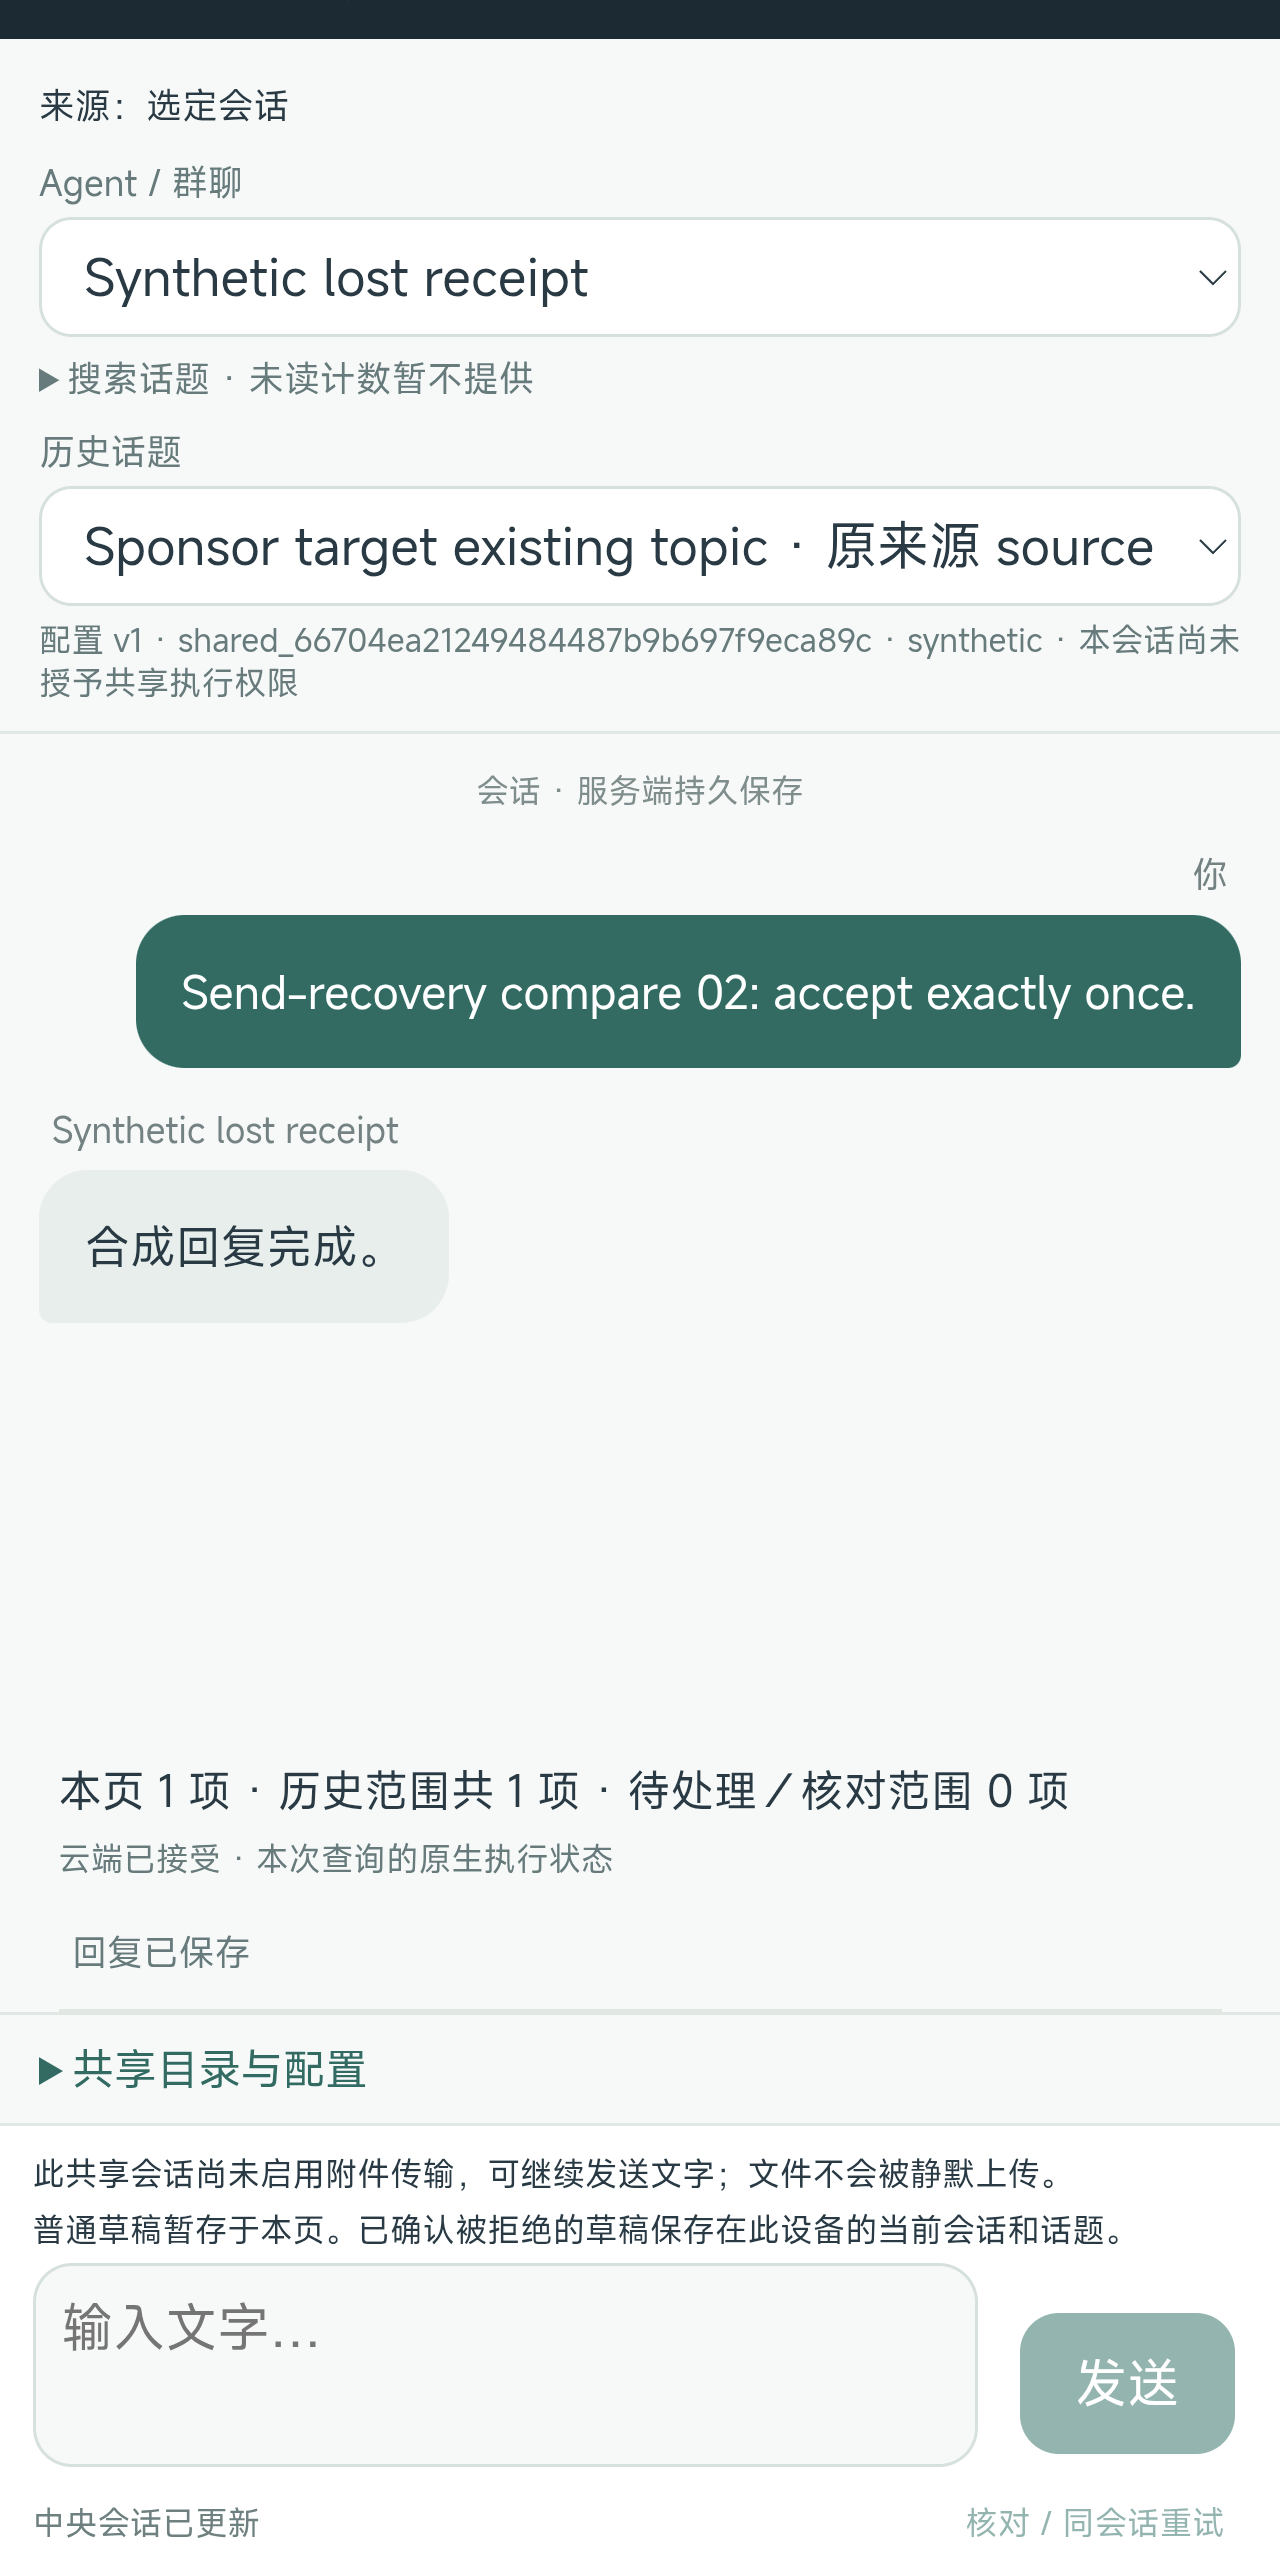 来源：选定会话
Agent / 群聊
Synthetic lost receipt
▶ 搜索话题 · 未读计数暂不提供
历史话题
Sponsor target existing topic · 原来源 source
配置 v1 · shared_66704ea21249484487b9b697f9eca89c · synthetic · 本会话尚未
授予共享执行权限
会话 · 服务端持久保存
你
Send-recovery compare 02: accept exactly once.
Synthetic lost receipt
合成回复完成。
本页 1 项 · 历史范围共 1 项 · 待处理／核对范围 0 项
云端已接受 · 本次查询的原生执行状态
回复已保存
▶ 共享目录与配置
此共享会话尚未启用附件传输，可继续发送文字；文件不会被静默上传。
普通草稿暂存于本页。已确认被拒绝的草稿保存在此设备的当前会话和话题。
输入文字…
发送
中央会话已更新
核对 / 同会话重试